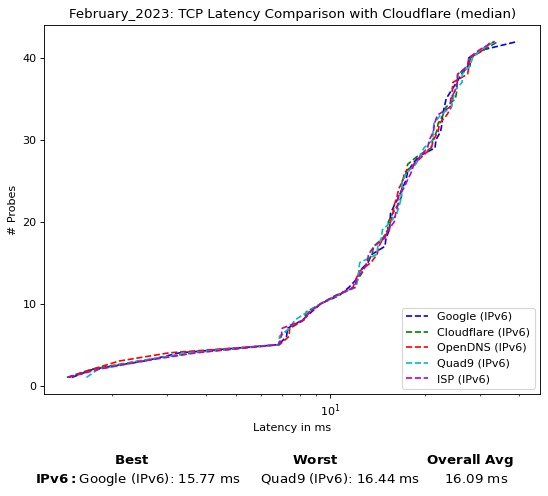 February_2023: TCP Latency Comparison with Cloudflare (median)
# Probes
40
30
20
10
0
10^1
Latency in ms
Google (IPv6)
Cloudflare (IPv6)
OpenDNS (IPv6)
Quad9 (IPv6)
ISP (IPv6)
Best Worst Overall Avg
IPv6: Google (IPv6): 15.77 ms Quad9 (IPv6): 16.44 ms 16.09 ms